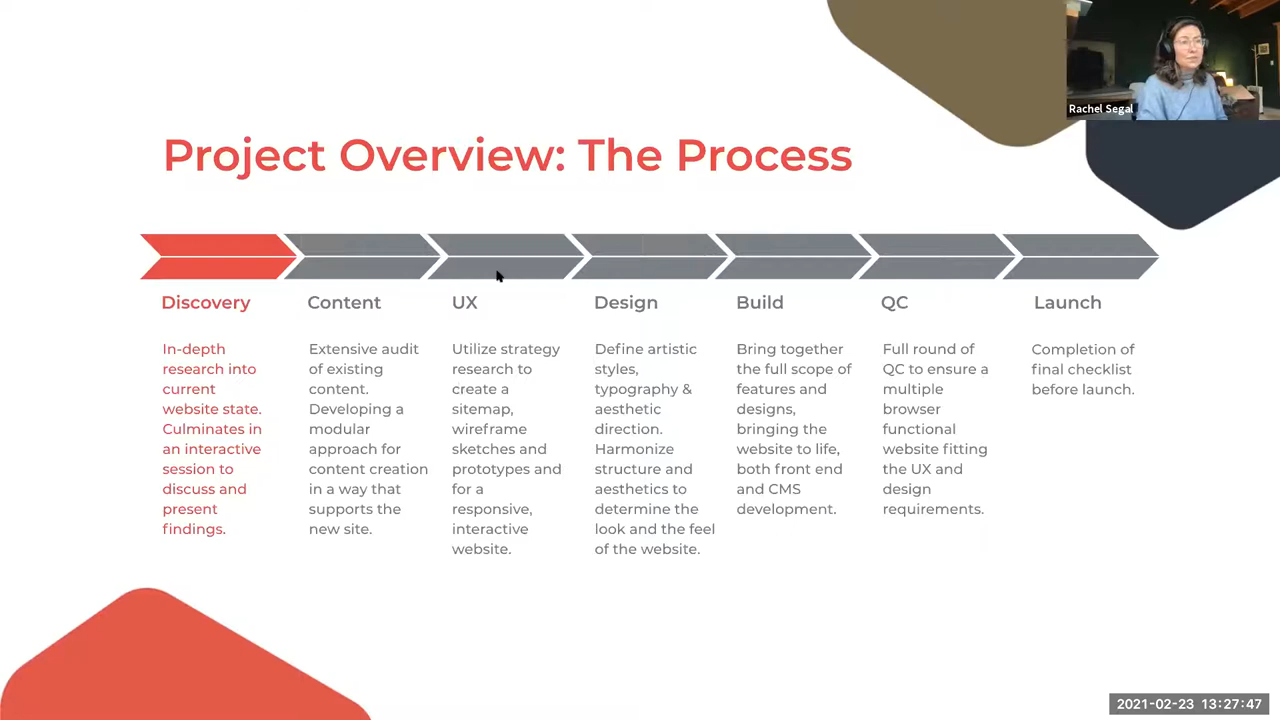 Rachel Segal
Project Overview: The Process
Discovery
In-depth
research into
current
website state.
Culminates in
an interactive
session to
discuss and
present
findings.
Content
Extensive audit
of existing
content.
Developing a
modular
approach for
content creation
in a way that
supports the
new site.
UX
Utilize strategy
research to
create a
sitemap,
wireframe
sketches and
prototypes and
for a
responsive,
interactive
website.
Design
Define artistic
styles,
typography &
aesthetic
direction.
Harmonize
structure and
aesthetics to
determine the
look and the feel
of the website.
Build
Bring together
the full scope of
features and
designs,
bringing the
website to life,
both front end
and CMS
development.
QC
Full round of
QC to ensure a
multiple
browser
functional
website fitting
the UX and
design
requirements.
Launch
Completion of
final checklist
before launch.
2021-02-23 13:27:47